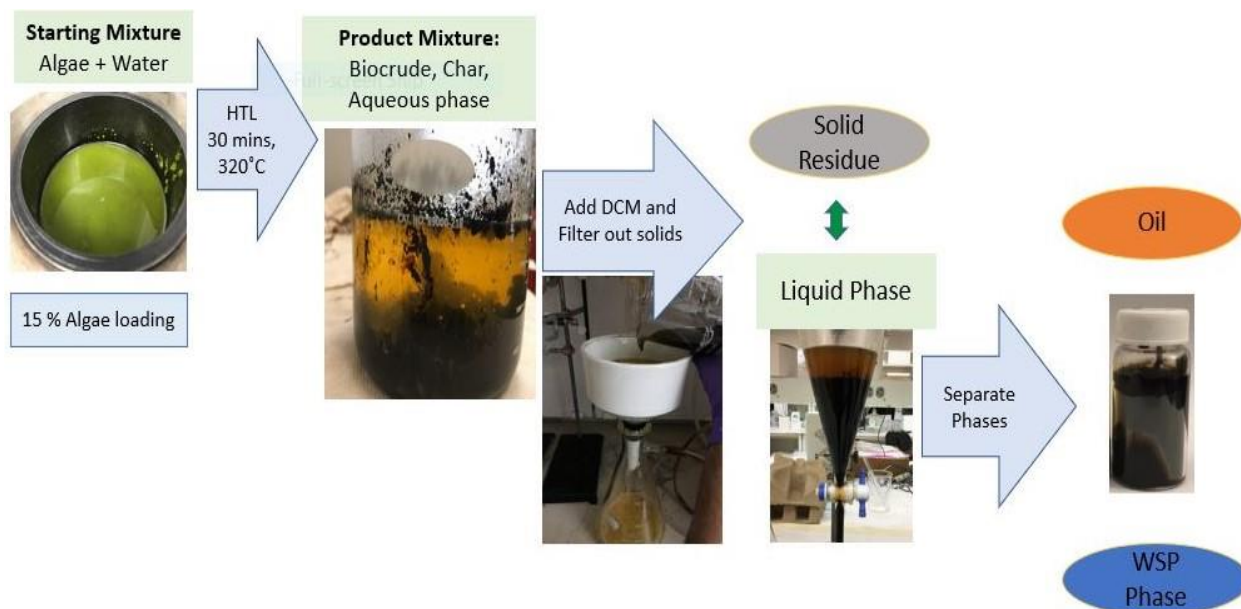 Starting Mixture
Algae + Water
15 % Algae loading
HTL
30 mins,
320˚C
Product Mixture:
Biocrude, Char,
Aqueous phase
Add DCM and
Filter out solids
Solid
Residue
Liquid Phase
Separate
Phases
Oil
WSP
Phase